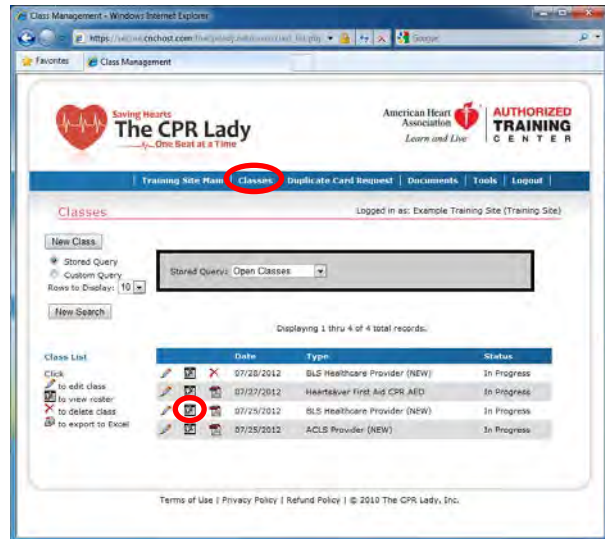 Class Management - Windows Internet Explorer
Favorites Class Management
Saving Hearts
The CPR Lady
One Beat at a Time
American Heart
Association
Learn and Live
AUTHORIZED
TRAINING
CENTER
Training Site Main | Classes | Duplicate Card Request | Documents | Tools | Logout |
Classes
Logged in as: Example Training Site (Training Site)
New Class
Stored Query
Custom Query
Rows to Display: 10
New Search
Stored Query: Open Classes
Displaying 1 thru 4 of 4 total records.
Class List
Click
to edit class
to view roster
to delete class
to export to Excel
Date Type Status
07/28/2012 BLS Healthcare Provider (NEW) In Progress
07/27/2012 Heartsaver First Aid CPR AED In Progress
07/25/2012 BLS Healthcare Provider (NEW) In Progress
07/25/2012 ACLS Provider (NEW) In Progress
Terms of Use | Privacy Policy | Refund Policy | © 2010 The CPR Lady, Inc.